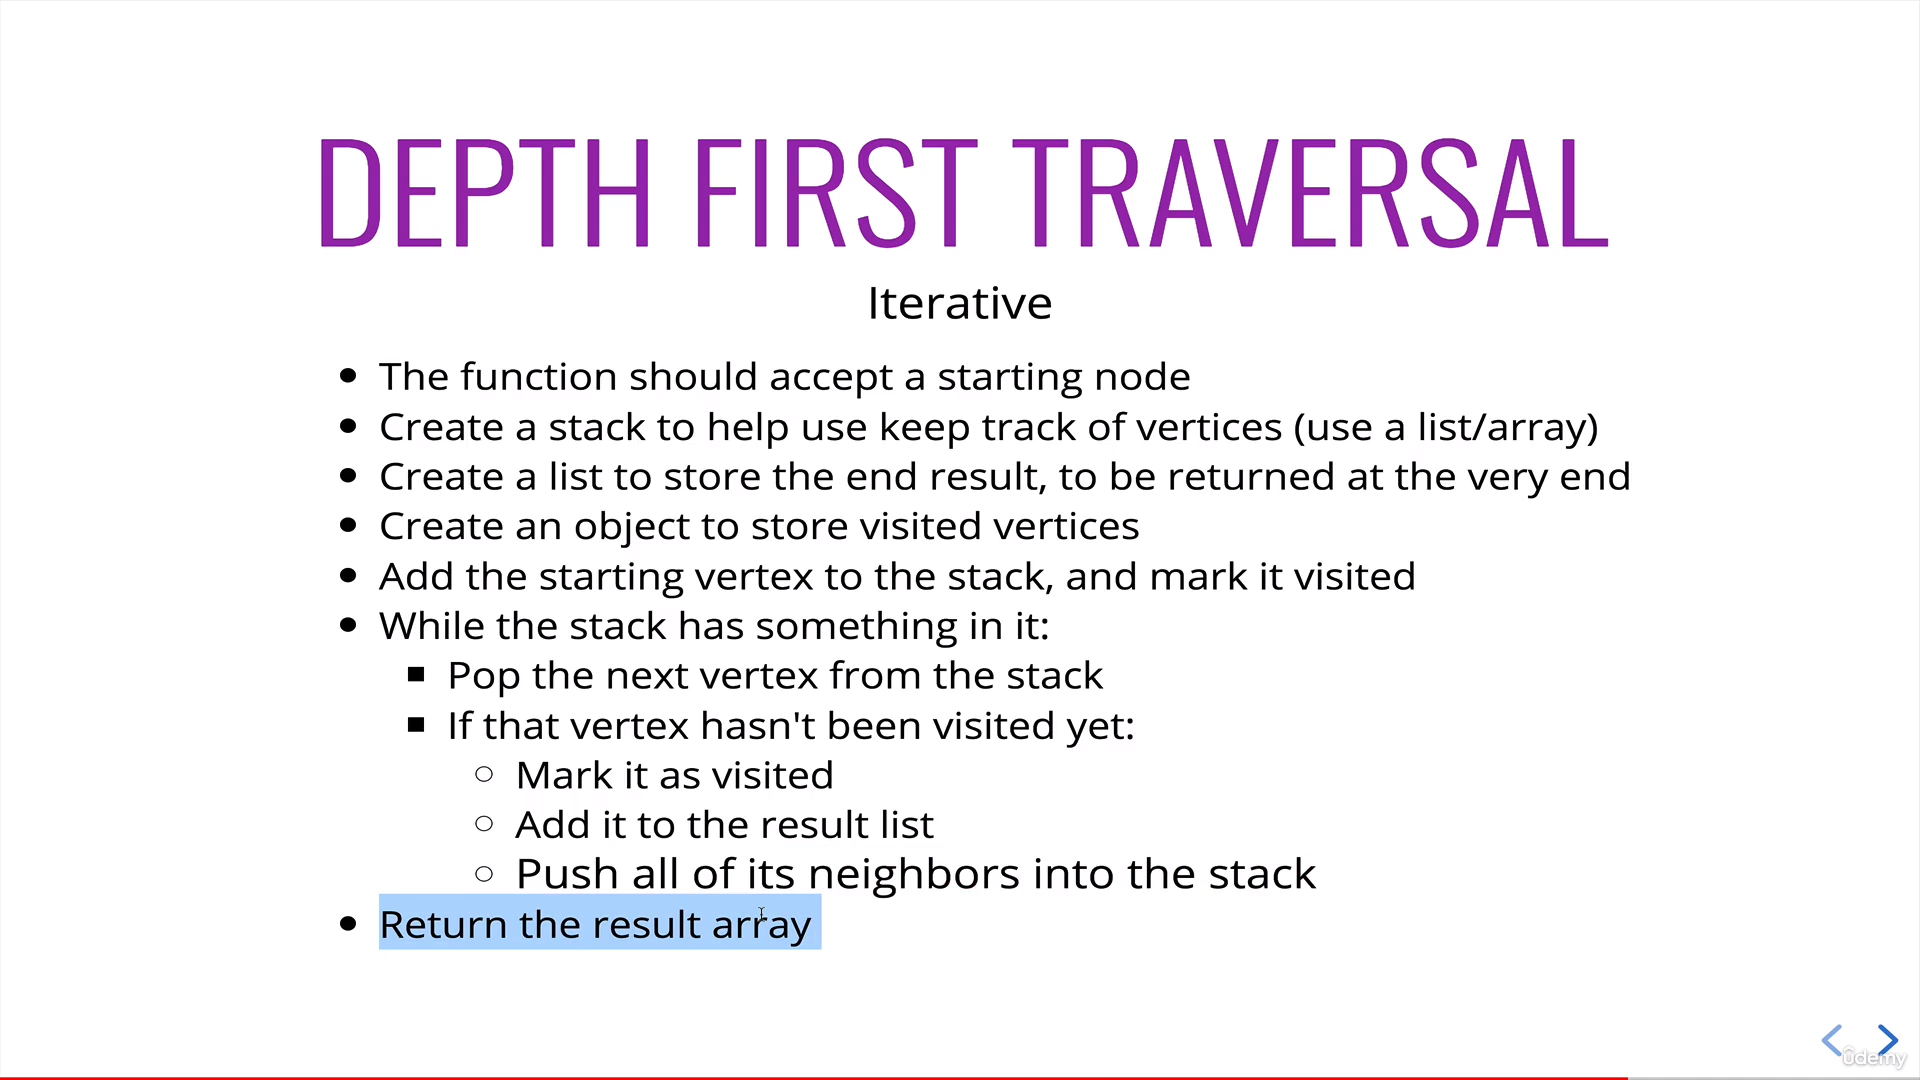 DEPTH FIRST TRAVERSAL
Iterative
The function should accept a starting node
Create a stack to help use keep track of vertices (use a list/array)
Create a list to store the end result, to be returned at the very end
Create an object to store visited vertices
Add the starting vertex to the stack, and mark it visited
While the stack has something in it:
Pop the next vertex from the stack
If that vertex hasn't been visited yet:
Mark it as visited
Add it to the result list
Push all of its neighbors into the stack
Return the result array
ûdemy